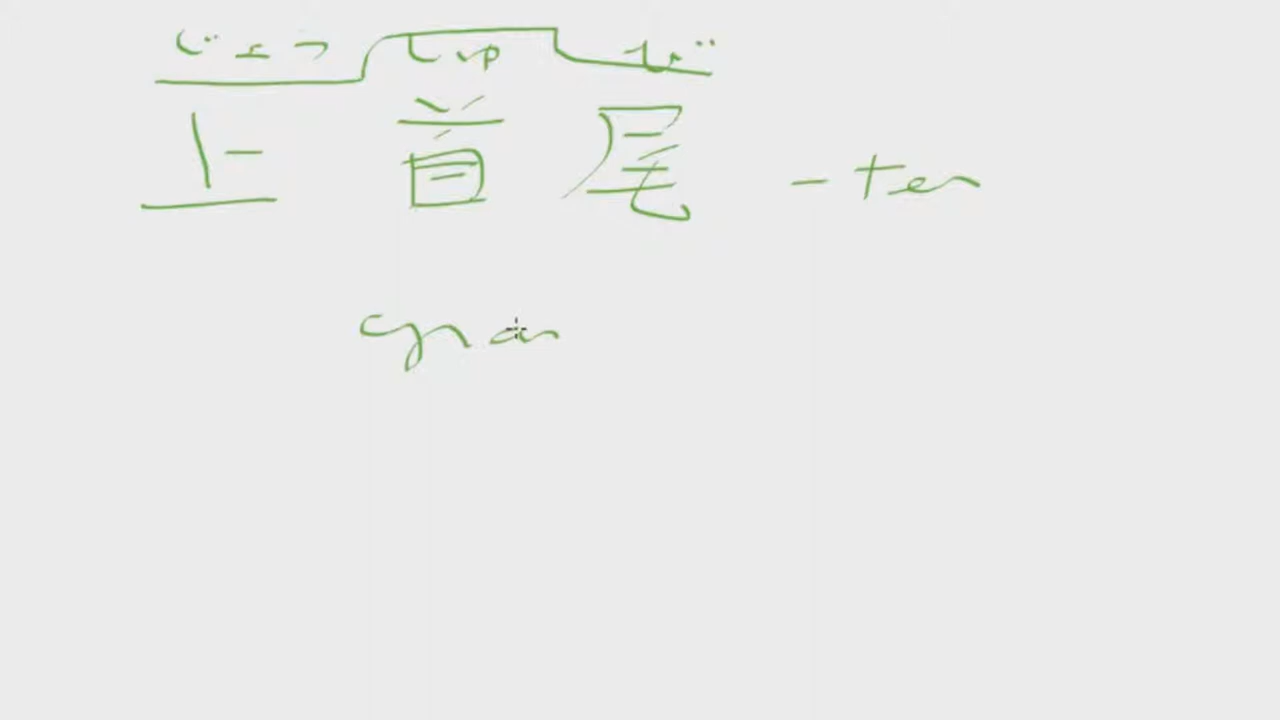 じょう しゅ び
上 首 尾 - ten
gran